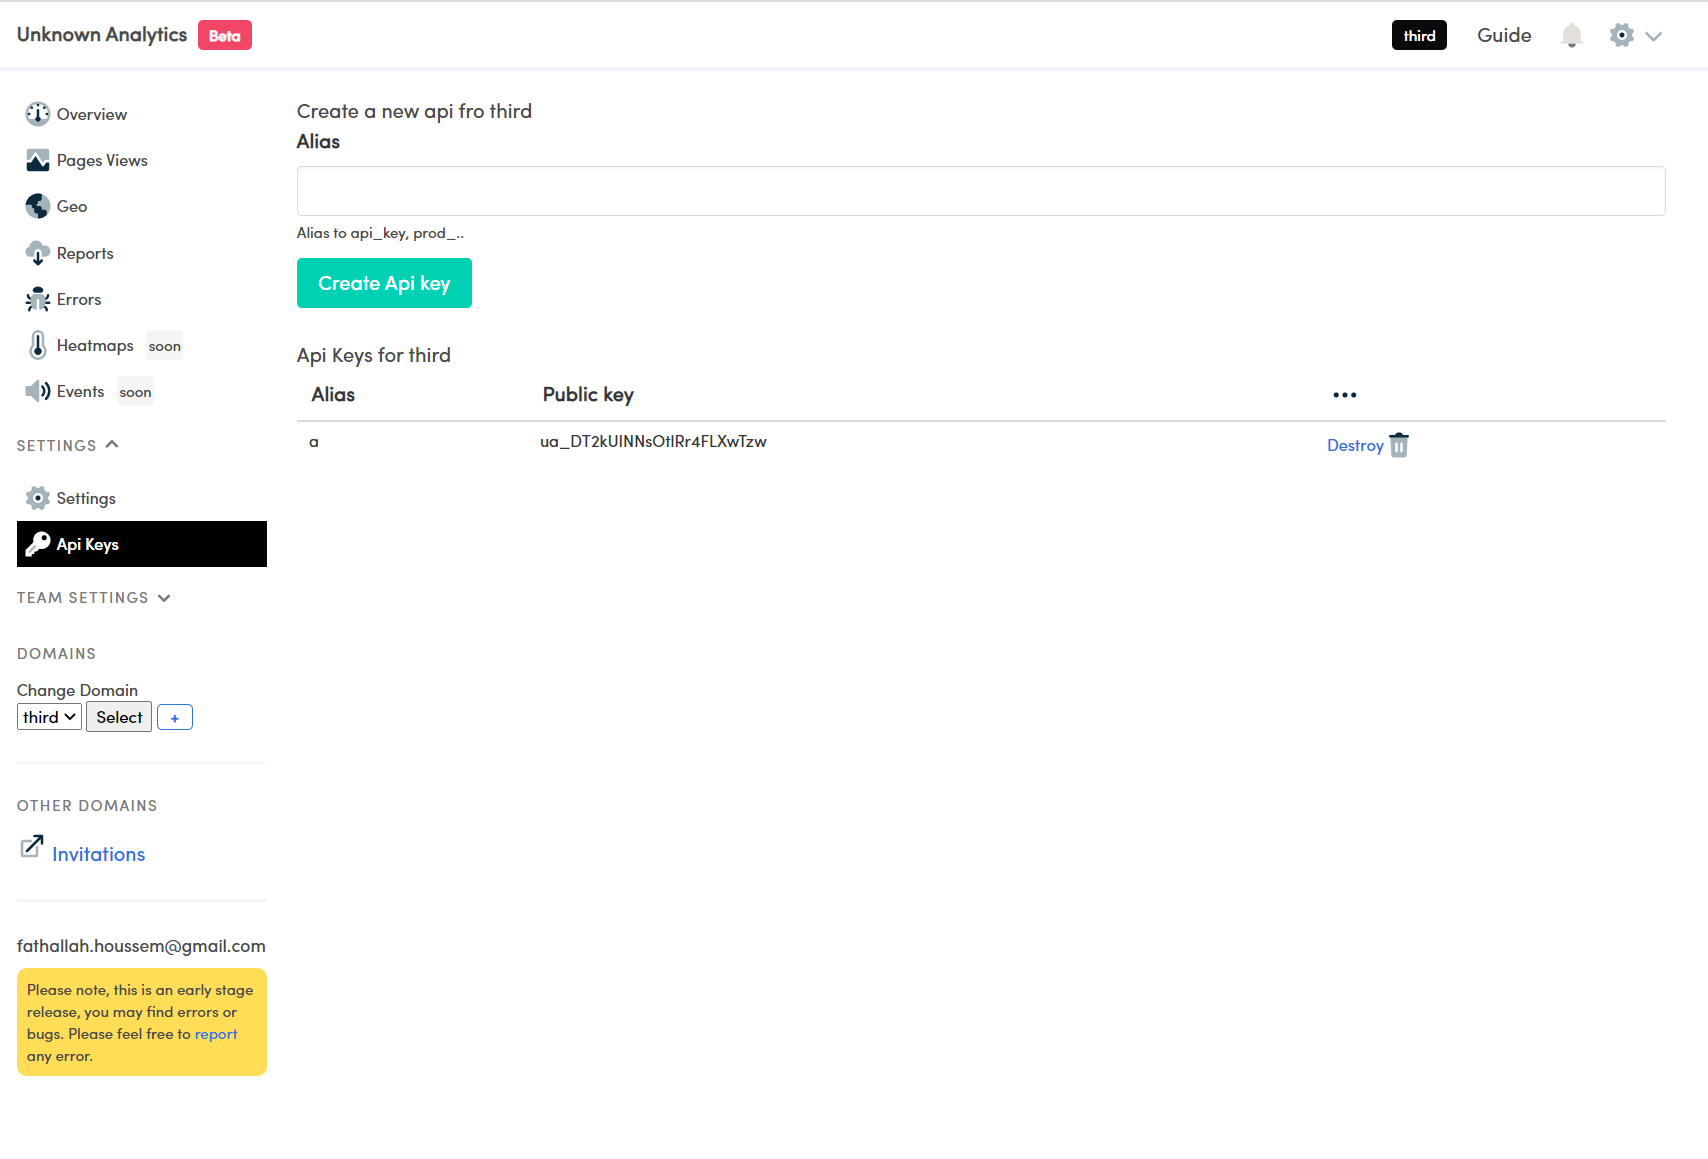 Unknown Analytics Beta
third Guide
Overview
Pages Views
Geo
Reports
Errors
Heatmaps soon
Events soon
SETTINGS
Settings
Api Keys
TEAM SETTINGS
DOMAINS
Change Domain
third Select +
OTHER DOMAINS
Invitations
fathallah.houssem@gmail.com
Please note, this is an early stage
release, you may find errors or
bugs. Please feel free to report
any error.
Create a new api fro third
Alias
Alias to api_key, prod_..
Create Api key
Api Keys for third
Alias Public key •••
a ua_DT2kUINNsOtIRr4FLXwTzw Destroy